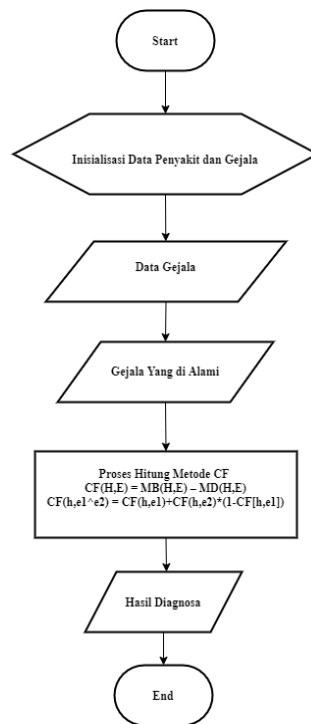 Start
Inisialisasi Data Penyakit dan Gejala
Data Gejala
Gejala Yang di Alami
Proses Hitung Metode CF
CF(H,E) = MB(H,E) – MD(H,E)
CF(h,e1^e2) = CF(h,e1)+CF(h,e2)*(1-CF[h,e1])
Hasil Diagnosa
End